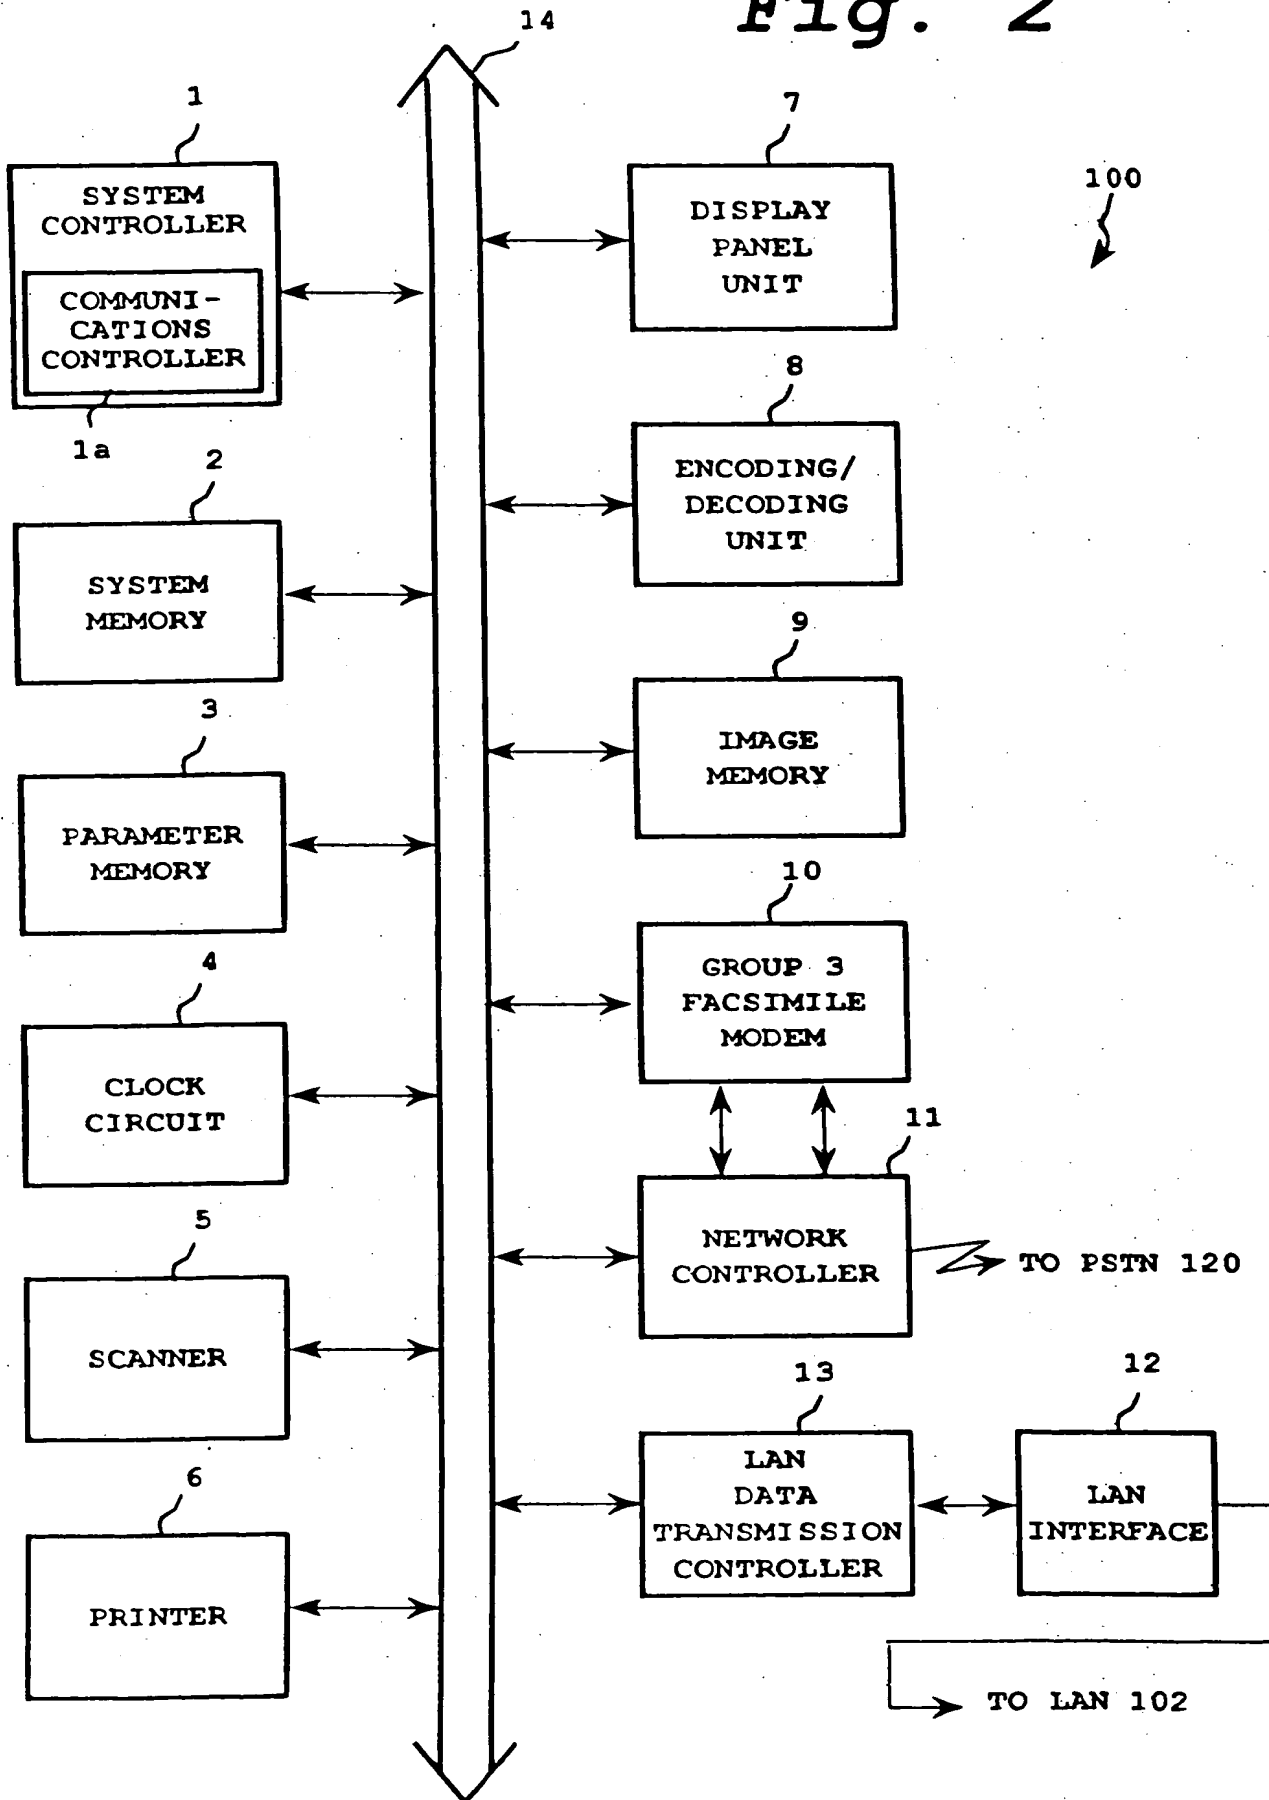 Fig. 2
14
1
SYSTEM
CONTROLLER
COMMUNI-
CATIONS
CONTROLLER
1a
2
SYSTEM
MEMORY
3
PARAMETER
MEMORY
4
CLOCK
CIRCUIT
5
SCANNER
6
PRINTER
7
DISPLAY
PANEL
UNIT
100
8
ENCODING/
DECODING
UNIT
9
IMAGE
MEMORY
10
GROUP 3
FACSIMILE
MODEM
11
NETWORK
CONTROLLER
TO PSTN 120
13
LAN
DATA
TRANSMISSION
CONTROLLER
12
LAN
INTERFACE
TO LAN 102